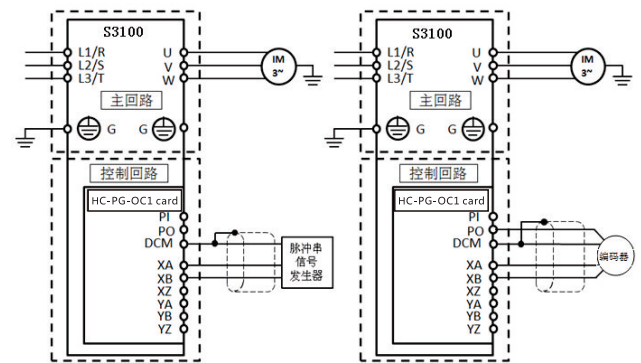 S3100
L1/R
U
L2/S
V
L3/T
W
IM
3~
主回路
G
G
控制回路
HC-PG-OC1 card
PI
PO
DCM
XA
XB
XZ
YA
YB
YZ
脉冲串
信号
发生器
S3100
L1/R
U
L2/S
V
L3/T
W
IM
3~
主回路
G
G
控制回路
HC-PG-OC1 card
PI
PO
DCM
XA
XB
XZ
YA
YB
YZ
编码器